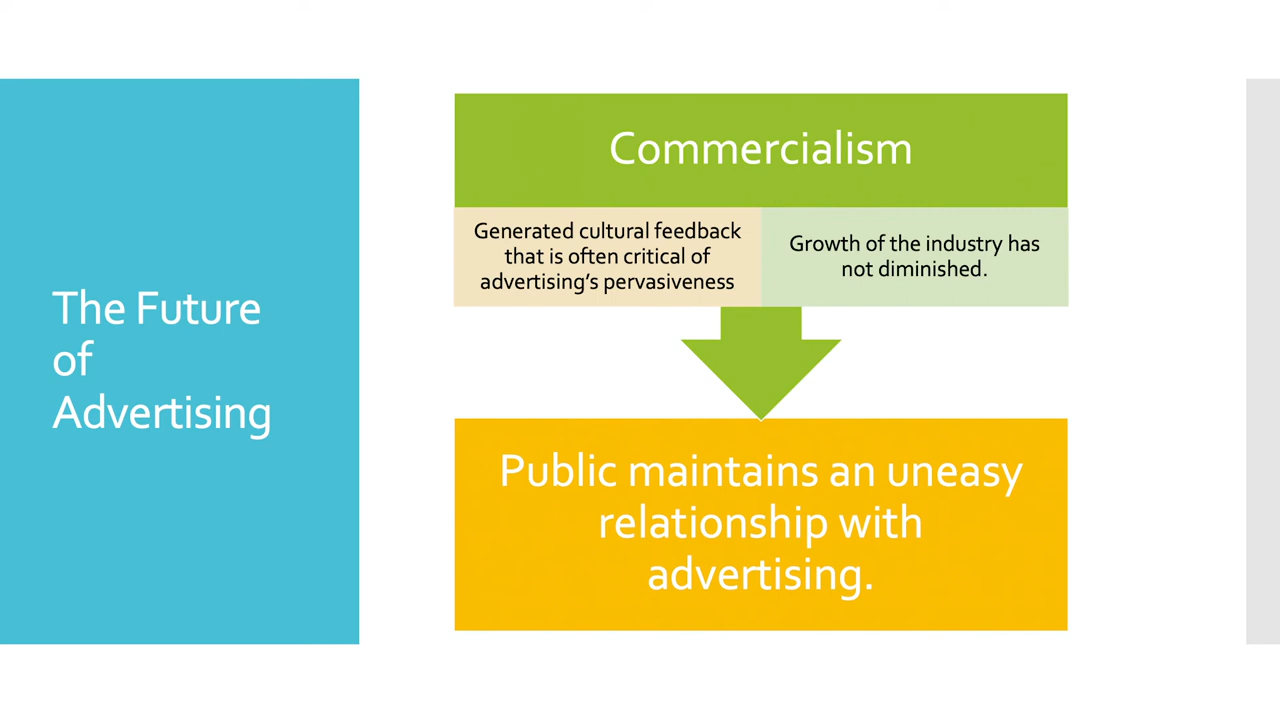 The Future
of
Advertising
Commercialism
Generated cultural feedback
that is often critical of
advertising’s pervasiveness
Growth of the industry has
not diminished.
Public maintains an uneasy
relationship with
advertising.